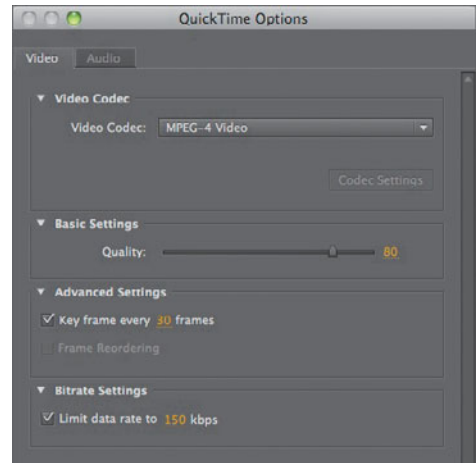 QuickTime Options
Video Audio
Video Codec
Video Codec: MPEG-4 Video
Codec Settings
Basic Settings
Quality: 80
Advanced Settings
Key frame every 30 frames
Frame Reordering
Bitrate Settings
Limit data rate to 150 kbps